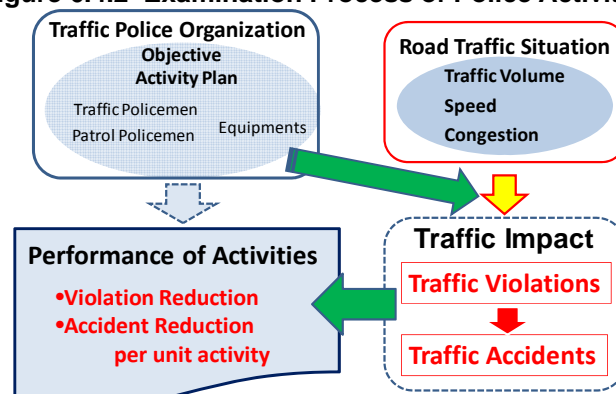 Traffic Police Organization
Objective
Activity Plan
Traffic Policemen
Patrol Policemen
Equipments
Road Traffic Situation
Traffic Volume
Speed
Congestion
Performance of Activities
•Violation Reduction
•Accident Reduction
per unit activity
Traffic Impact
Traffic Violations
Traffic Accidents